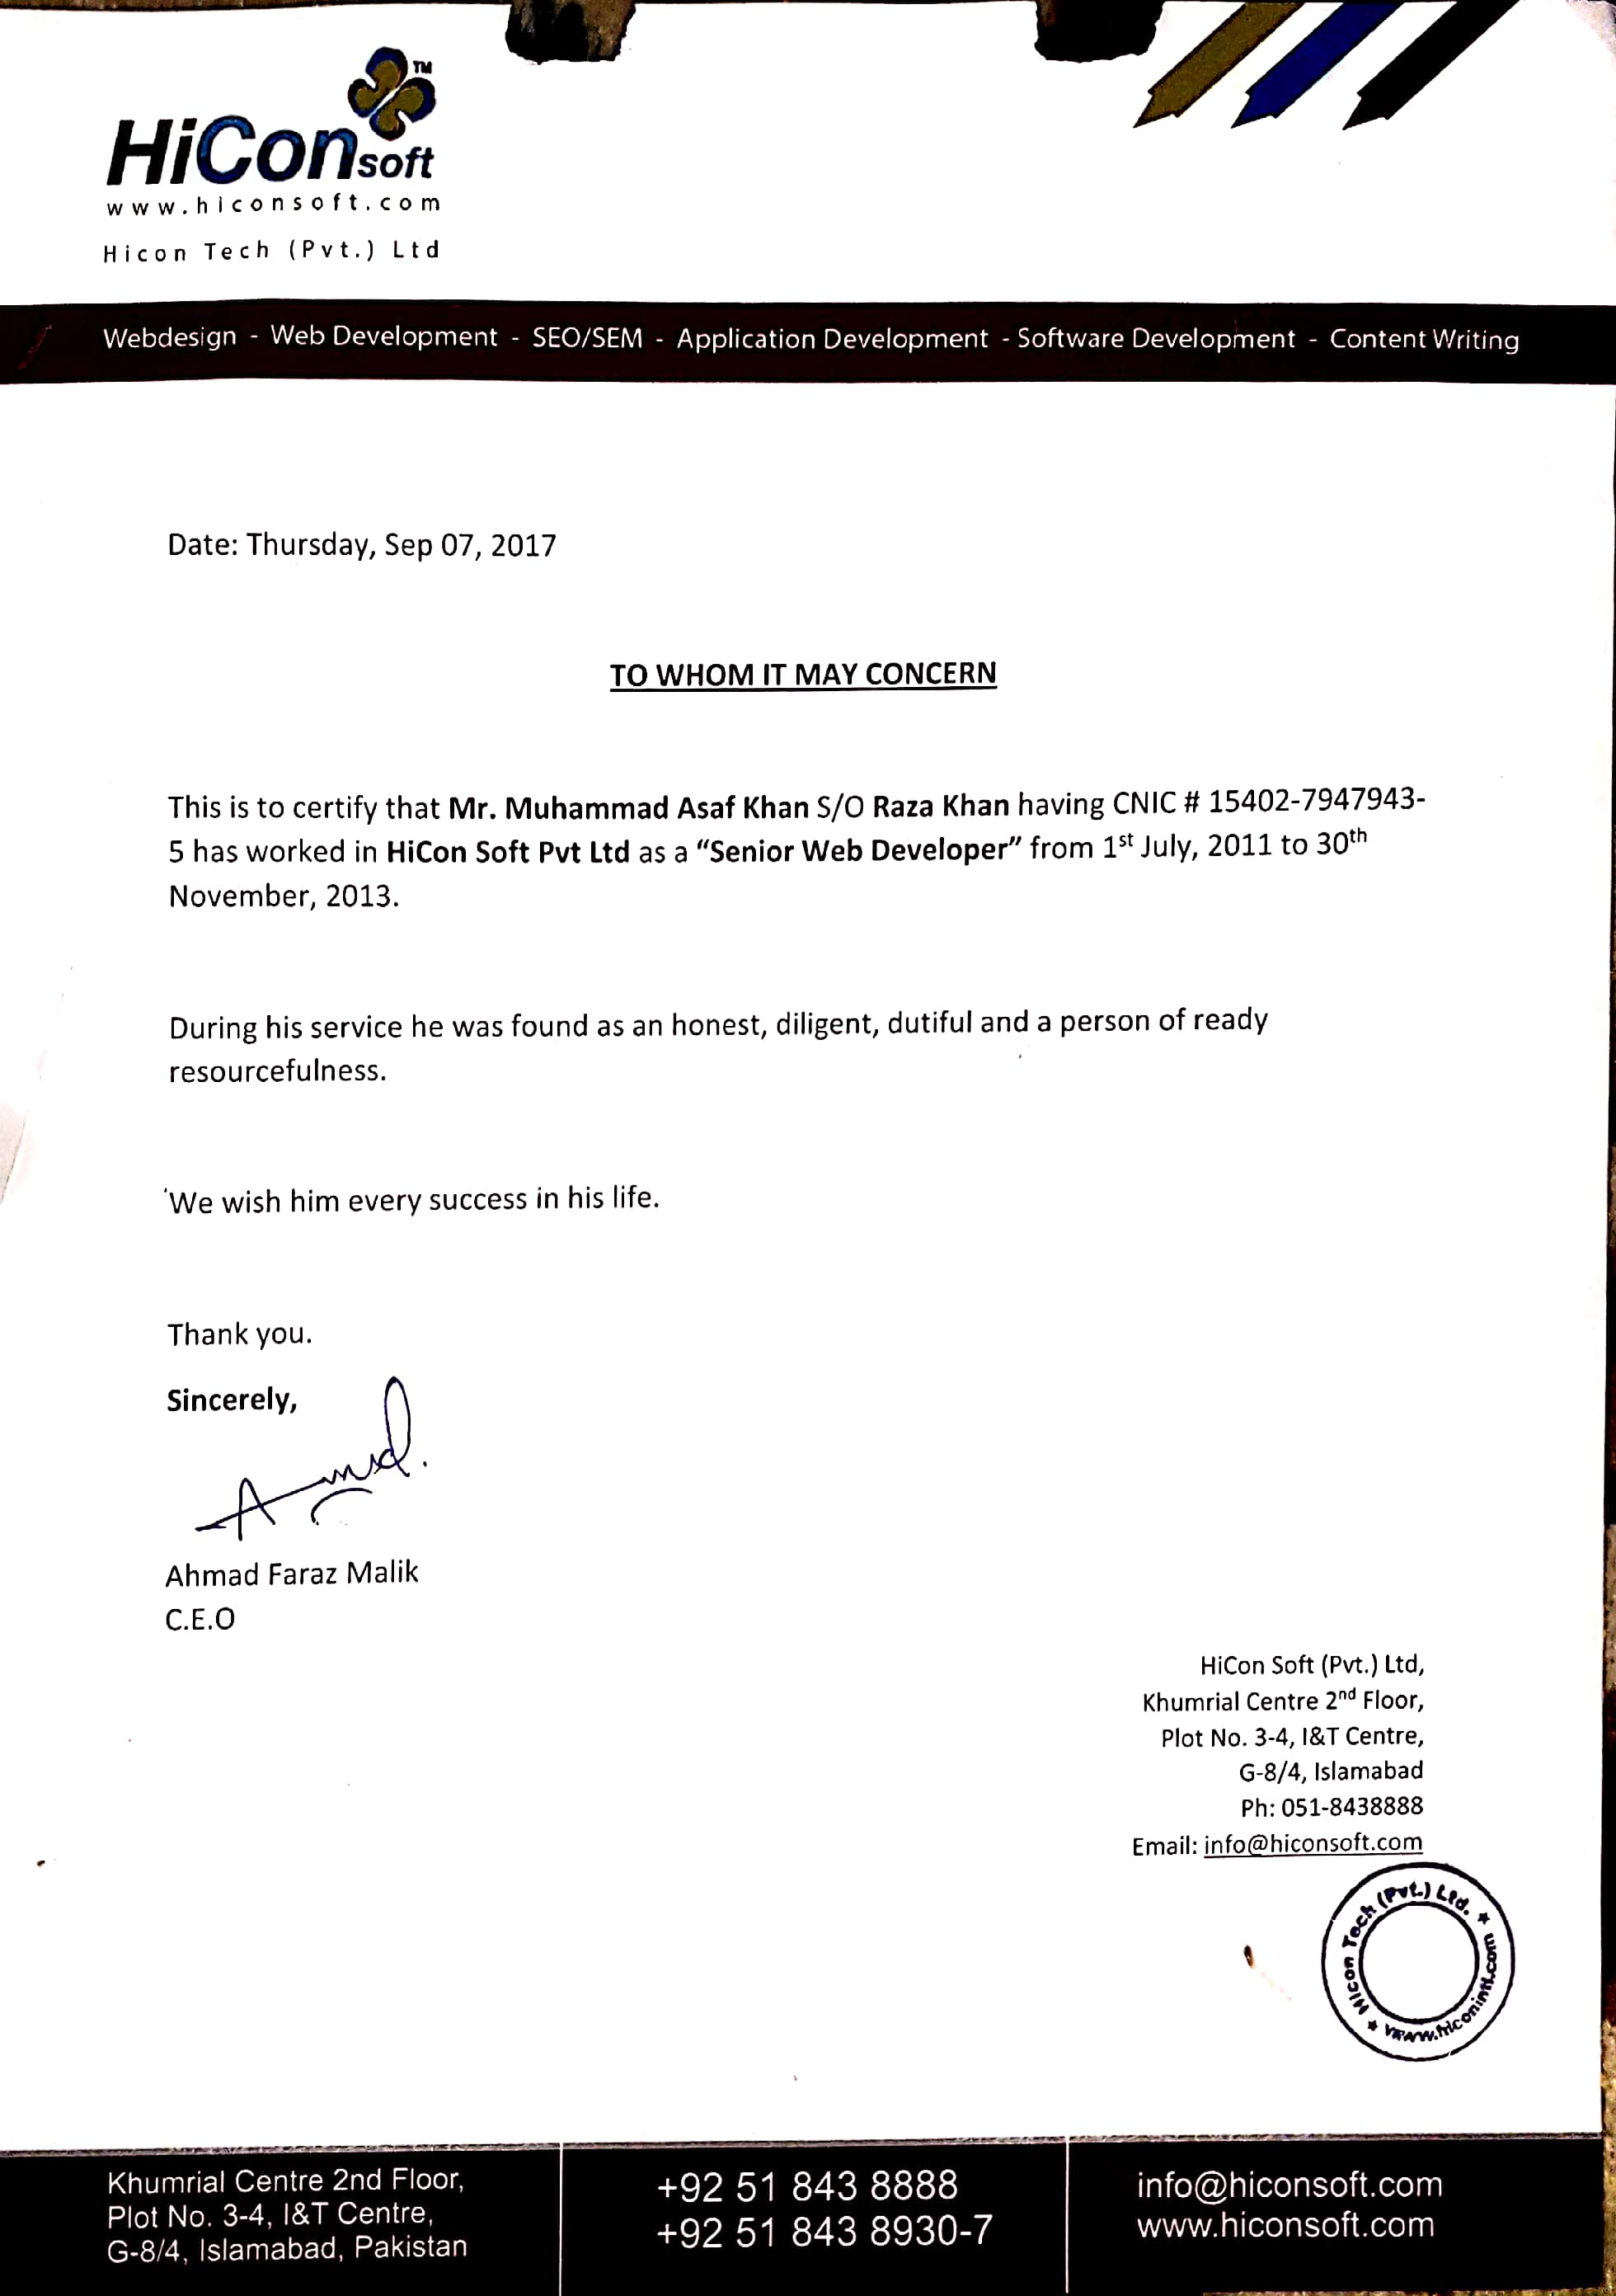 TM
HiConsoft
www.hiconsoft.com
Hicon Tech (Pvt.) Ltd
Webdesign - Web Development - SEO/SEM - Application Development - Software Development - Content Writing
Date: Thursday, Sep 07, 2017
TO WHOM IT MAY CONCERN
This is to certify that Mr. Muhammad Asaf Khan S/O Raza Khan having CNIC # 15402-7947943-
5 has worked in HiCon Soft Pvt Ltd as a “Senior Web Developer” from 1st July, 2011 to 30th
November, 2013.
During his service he was found as an honest, diligent, dutiful and a person of ready
resourcefulness.
We wish him every success in his life.
Thank you.
Sincerely,
Ahmad Faraz Malik
C.E.O
HiCon Soft (Pvt.) Ltd,
Khumrial Centre 2nd Floor,
Plot No. 3-4, I&T Centre,
G-8/4, Islamabad
Ph: 051-8438888
Email: info@hiconsoft.com
Hicon Tech (Pvt.) Ltd. ★ www.hiconintl.com ★
Khumrial Centre 2nd Floor,
Plot No. 3-4, I&T Centre,
G-8/4, Islamabad, Pakistan
+92 51 843 8888
+92 51 843 8930-7
info@hiconsoft.com
www.hiconsoft.com